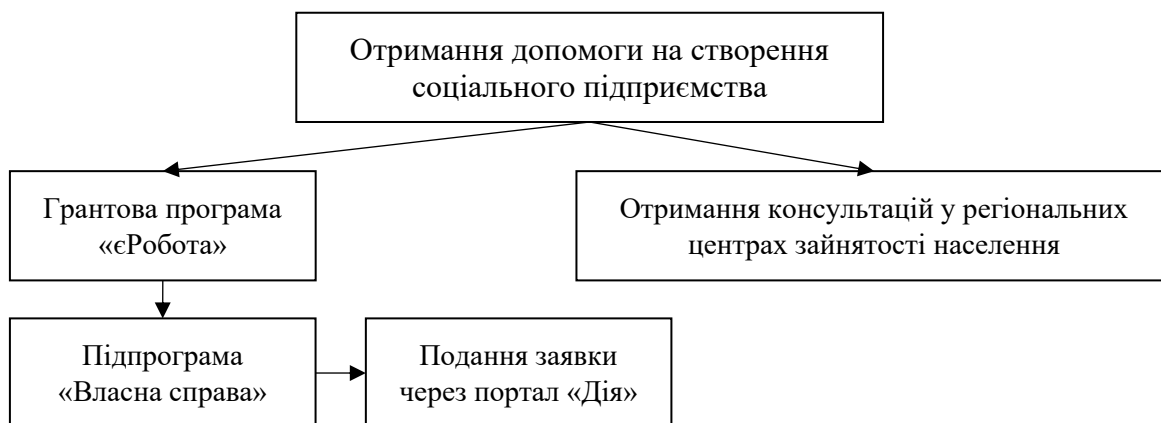 Отримання допомоги на створення
соціального підприємства
Грантова програма
«єРобота»
Отримання консультацій у регіональних
центрах зайнятості населення
Підпрограма
«Власна справа»
Подання заявки
через портал «Дія»